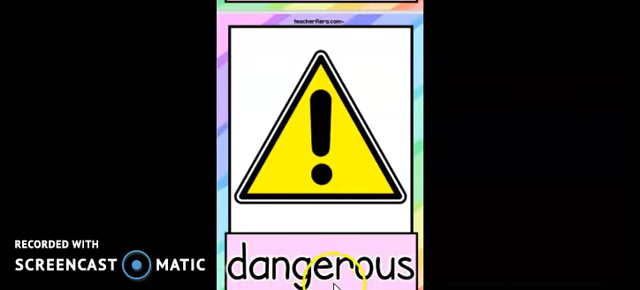 teacherfiera.com~
!
dangerous
RECORDED WITH
SCREENCAST MATIC